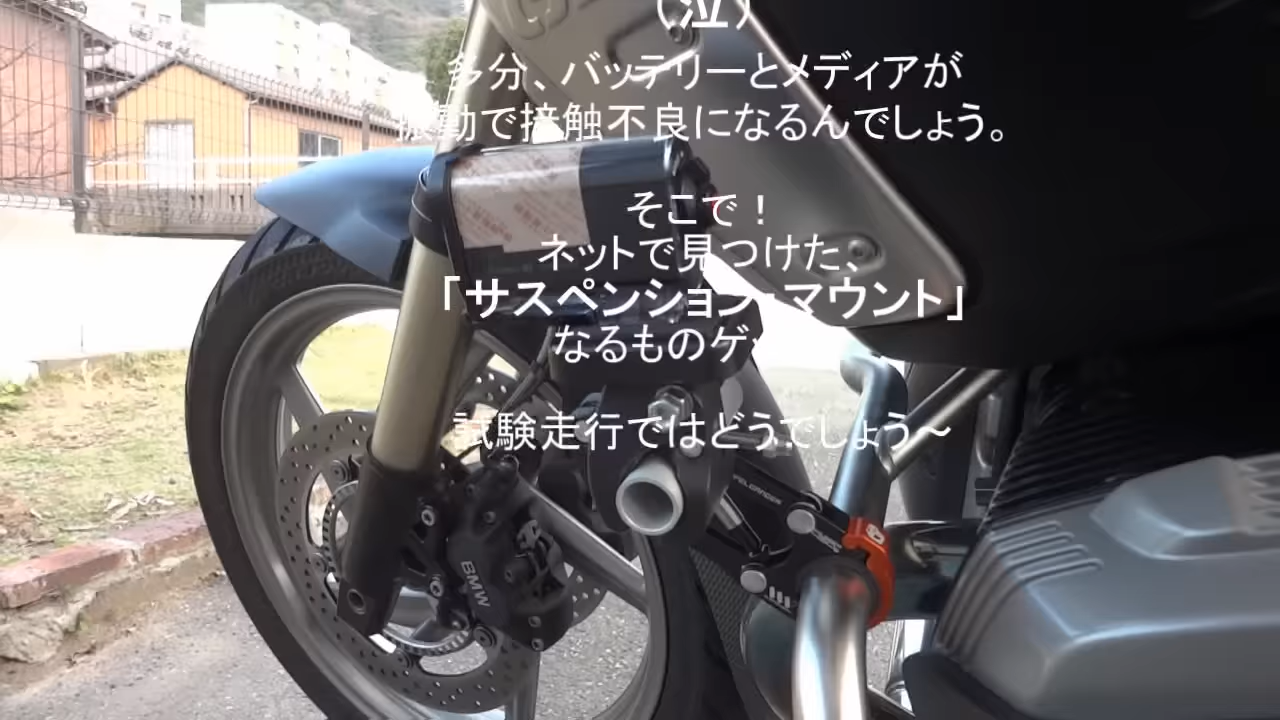 （泣）
多分、バッテリーとメディアが
振動で接触不良になるんでしょう。
そこで！
ネットで見つけた、
「サスペンション・マウント」
なるものゲッ
試験走行ではどうでしょう～
BMW